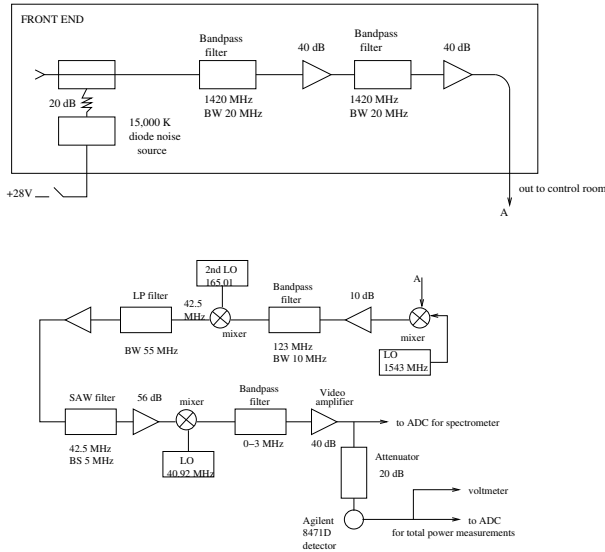 FRONT END
Bandpass
filter
40 dB
Bandpass
filter
40 dB
20 dB
1420 MHz
BW 20 MHz
1420 MHz
BW 20 MHz
15,000 K
diode noise
source
+28V
out to control room
A
2nd LO
165.01
LP filter
42.5
MHz
mixer
Bandpass
filter
10 dB
A
mixer
BW 55 MHz
123 MHz
BW 10 MHz
LO
1543 MHz
SAW filter
56 dB
mixer
Bandpass
filter
Video
amplifier
to ADC for spectrometer
42.5 MHz
BS 5 MHz
LO
40.92 MHz
0−3 MHz
40 dB
Attenuator
20 dB
voltmeter
Agilent
8471D
detector
to ADC
for total power measurements